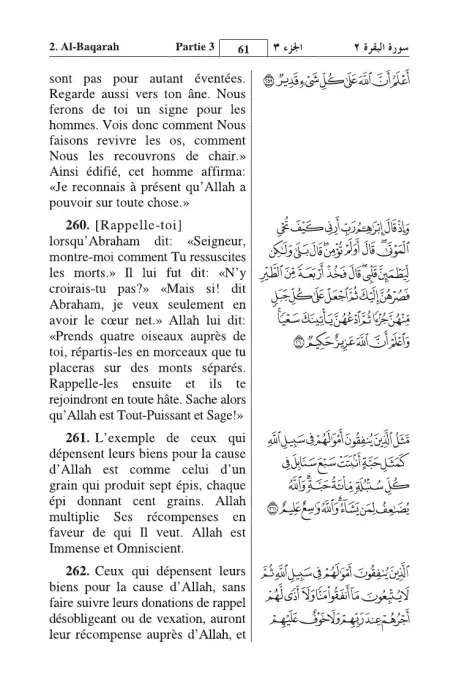 2. Al-Baqarah Partie 3 61 الجزء ٣ سورة البقرة ٢
sont pas pour autant éventées.
Regarde aussi vers ton âne. Nous
ferons de toi un signe pour les
hommes. Vois donc comment Nous
faisons revivre les os, comment
Nous les recouvrons de chair.»
Ainsi édifié, cet homme affirma:
«Je reconnais à présent qu'Allah a
pouvoir sur toute chose.»
260. [Rappelle-toi]
lorsqu'Abraham dit: «Seigneur,
montre-moi comment Tu ressuscites
les morts.» Il lui fut dit: «N'y
croirais-tu pas?» «Mais si! dit
Abraham, je veux seulement en
avoir le cœur net.» Allah lui dit:
«Prends quatre oiseaux auprès de
toi, répartis-les en morceaux que tu
placeras sur des monts séparés.
Rappelle-les ensuite et ils te
rejoindront en toute hâte. Sache alors
qu'Allah est Tout-Puissant et Sage!»
261. L'exemple de ceux qui
dépensent leurs biens pour la cause
d'Allah est comme celui d'un
grain qui produit sept épis, chaque
épi donnant cent grains. Allah
multiplie Ses récompenses en
faveur de qui Il veut. Allah est
Immense et Omniscient.
262. Ceux qui dépensent leurs
biens pour la cause d'Allah, sans
faire suivre leurs donations de rappel
désobligeant ou de vexation, auront
leur récompense auprès d'Allah, et
أَعْلَمُ أَنَّ ٱللَّهَ عَلَىٰ كُلِّ شَىْءٍ قَدِيرٌ ﴿٢٥٩﴾
وَإِذْ قَالَ إِبْرَٰهِـۧمُ رَبِّ أَرِنِى كَيْفَ تُحْىِ
ٱلْمَوْتَىٰ ۖ قَالَ أَوَلَمْ تُؤْمِن ۖ قَالَ بَلَىٰ وَلَـٰكِن
لِّيَطْمَئِنَّ قَلْبِى ۖ قَالَ فَخُذْ أَرْبَعَةً مِّنَ ٱلطَّيْرِ
فَصُرْهُنَّ إِلَيْكَ ثُمَّ ٱجْعَلْ عَلَىٰ كُلِّ جَبَلٍ
مِّنْهُنَّ جُزْءًا ثُمَّ ٱدْعُهُنَّ يَأْتِينَكَ سَعْيًا ۚ
وَٱعْلَمْ أَنَّ ٱللَّهَ عَزِيزٌ حَكِيمٌ ﴿٢٦٠﴾
مَّثَلُ ٱلَّذِينَ يُنفِقُونَ أَمْوَٰلَهُمْ فِى سَبِيلِ ٱللَّهِ
كَمَثَلِ حَبَّةٍ أَنۢبَتَتْ سَبْعَ سَنَابِلَ فِى
كُلِّ سُنۢبُلَةٍ مِّا۟ئَةُ حَبَّةٍ ۗ وَٱللَّهُ
يُضَـٰعِفُ لِمَن يَشَآءُ ۗ وَٱللَّهُ وَٰسِعٌ عَلِيمٌ ﴿٢٦١﴾
ٱلَّذِينَ يُنفِقُونَ أَمْوَٰلَهُمْ فِى سَبِيلِ ٱللَّهِ ثُمَّ
لَا يُتْبِعُونَ مَآ أَنفَقُوا۟ مَنًّا وَلَآ أَذًى ۙ لَّهُمْ
أَجْرُهُمْ عِندَ رَبِّهِمْ وَلَا خَوْفٌ عَلَيْهِمْ